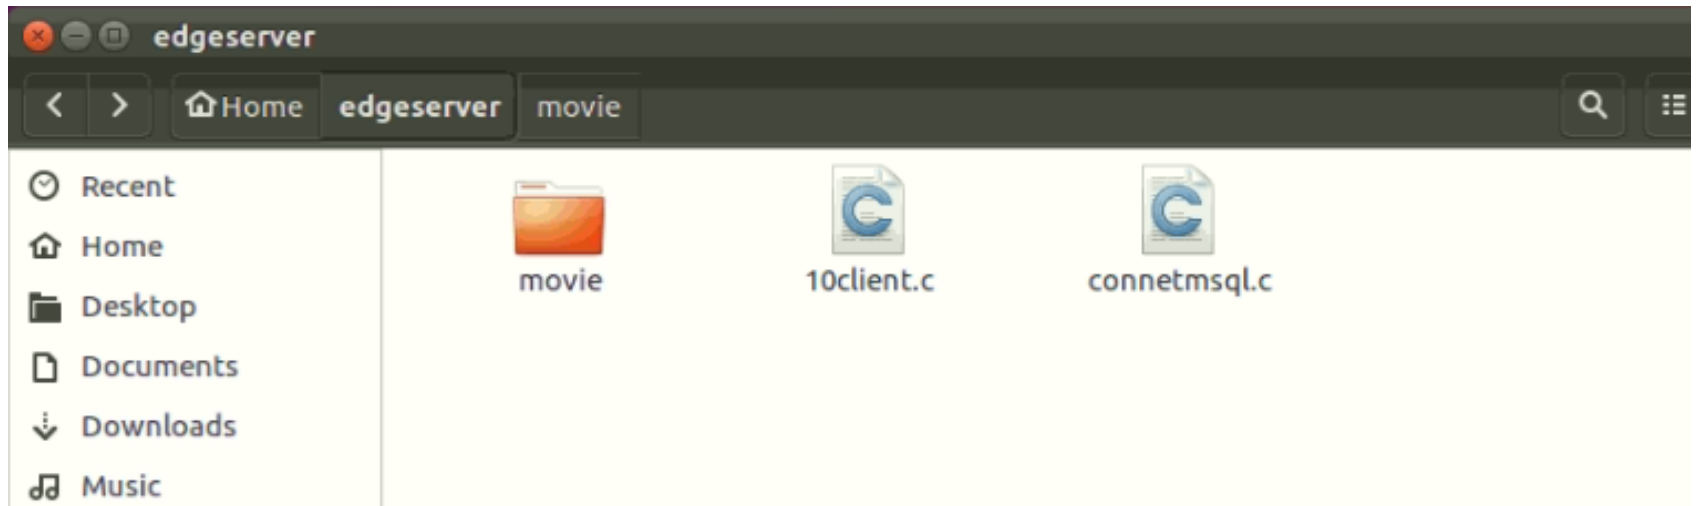 edgeserver
Home edgeserver movie
Recent
Home
Desktop
Documents
Downloads
Music
movie 10client.c connetmsql.c